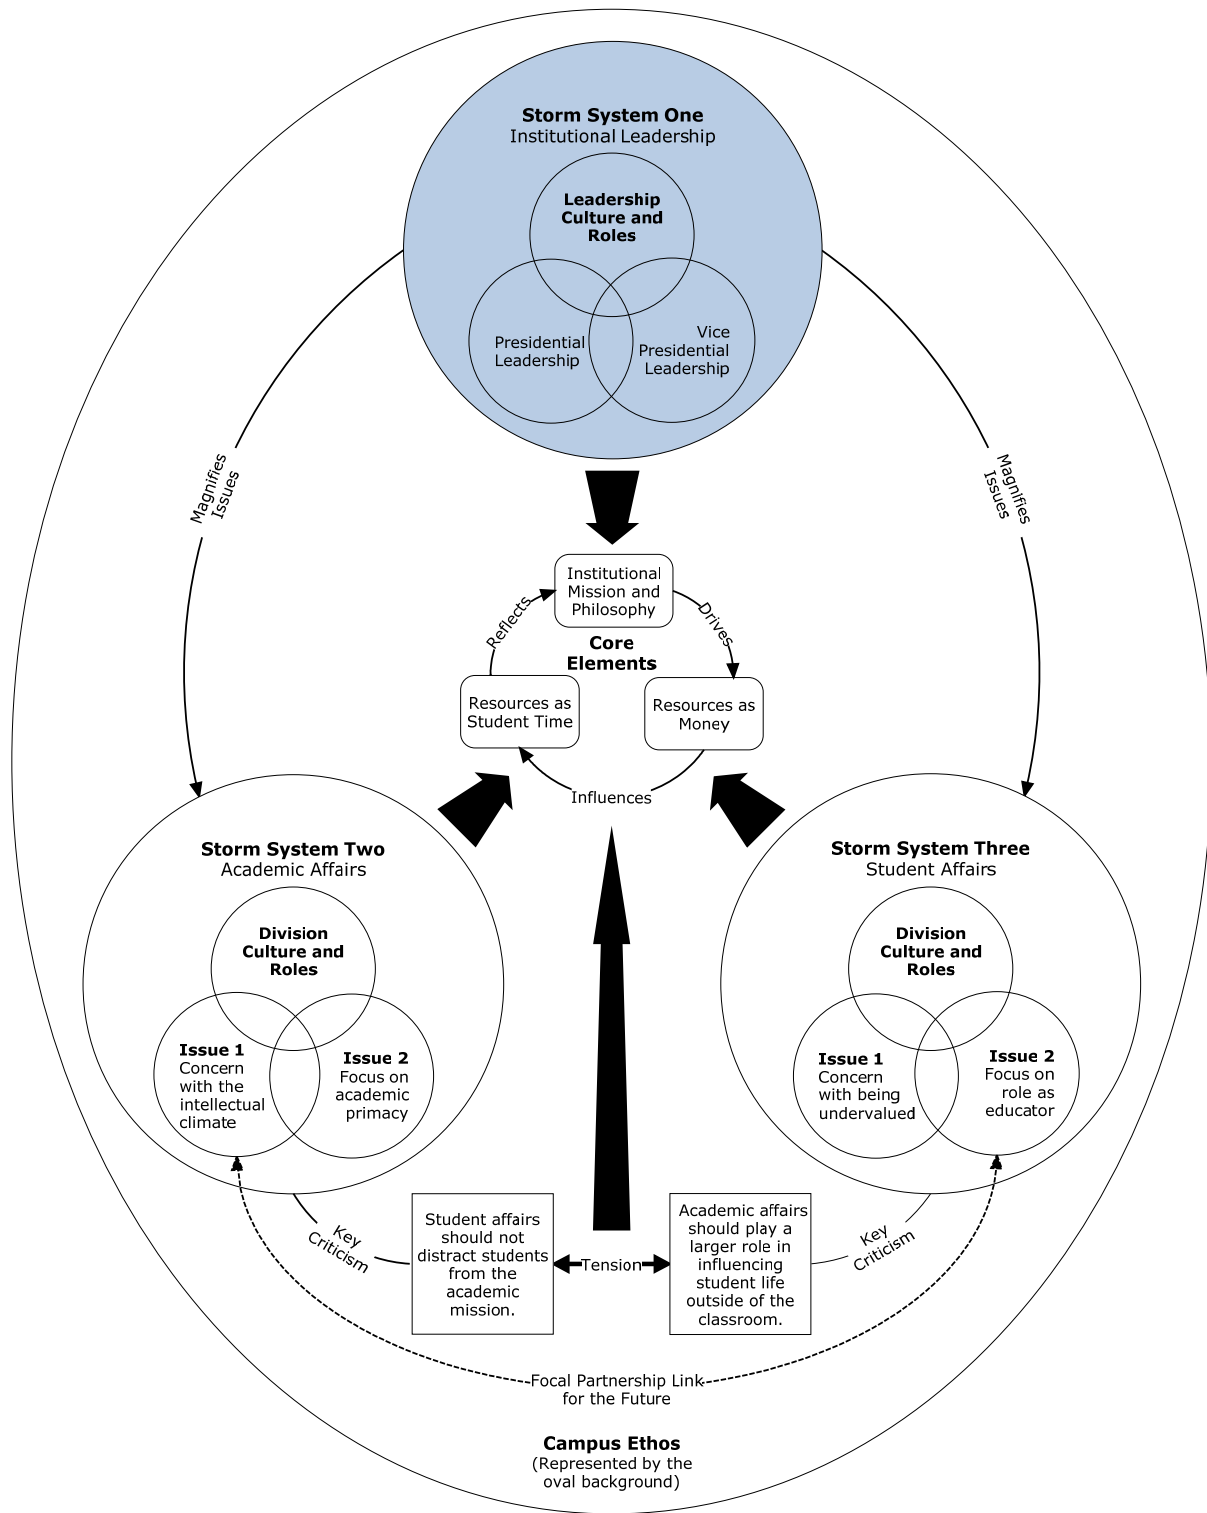 Storm System One
Institutional Leadership
Leadership
Culture and
Roles
Presidential
Leadership
Vice
Presidential
Leadership
Magnifies
Issues
Magnifies
Issues
Institutional
Mission and
Philosophy
Reflects
Drives
Core
Elements
Resources as
Student Time
Resources as
Money
Influences
Storm System Two
Academic Affairs
Division
Culture and
Roles
Issue 1
Concern
with the
intellectual
climate
Issue 2
Focus on
academic
primacy
Storm System Three
Student Affairs
Division
Culture and
Roles
Issue 1
Concern
with being
undervalued
Issue 2
Focus on
role as
educator
Key
Criticism
Student affairs
should not
distract students
from the
academic
mission.
Tension
Academic affairs
should play a
larger role in
influencing
student life
outside of the
classroom.
Key
Criticism
Focal Partnership Link
for the Future
Campus Ethos
(Represented by the
oval background)